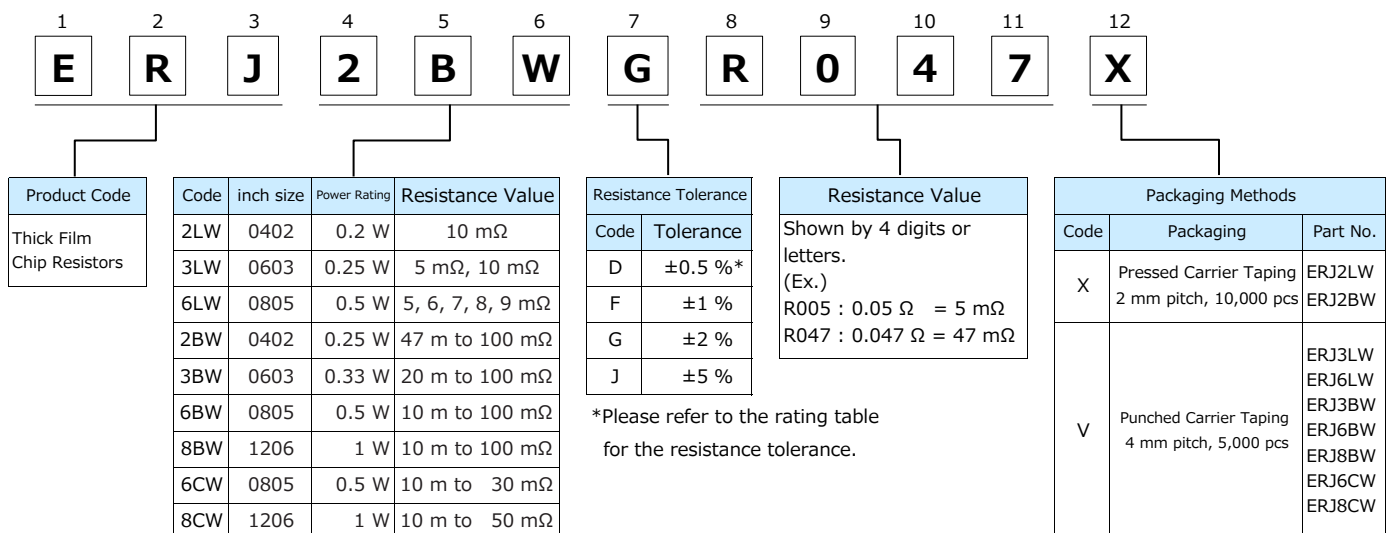 1 2 3 4 5 6 7 8 9 10 11 12
E R J 2 B W G R 0 4 7 X
Product Code
Thick Film
Chip Resistors
Code inch size Power Rating Resistance Value
2LW 0402 0.2 W 10 mΩ
3LW 0603 0.25 W 5 mΩ, 10 mΩ
6LW 0805 0.5 W 5, 6, 7, 8, 9 mΩ
2BW 0402 0.25 W 47 m to 100 mΩ
3BW 0603 0.33 W 20 m to 100 mΩ
6BW 0805 0.5 W 10 m to 100 mΩ
8BW 1206 1 W 10 m to 100 mΩ
6CW 0805 0.5 W 10 m to 30 mΩ
8CW 1206 1 W 10 m to 50 mΩ
Resistance Tolerance
Code Tolerance
D ±0.5 %*
F ±1 %
G ±2 %
J ±5 %
*Please refer to the rating table
for the resistance tolerance.
Resistance Value
Shown by 4 digits or
letters.
(Ex.)
R005 : 0.05 Ω = 5 mΩ
R047 : 0.047 Ω = 47 mΩ
Packaging Methods
Code Packaging Part No.
X Pressed Carrier Taping
2 mm pitch, 10,000 pcs
ERJ2LW
ERJ2BW
V Punched Carrier Taping
4 mm pitch, 5,000 pcs
ERJ3LW
ERJ6LW
ERJ3BW
ERJ6BW
ERJ8BW
ERJ6CW
ERJ8CW